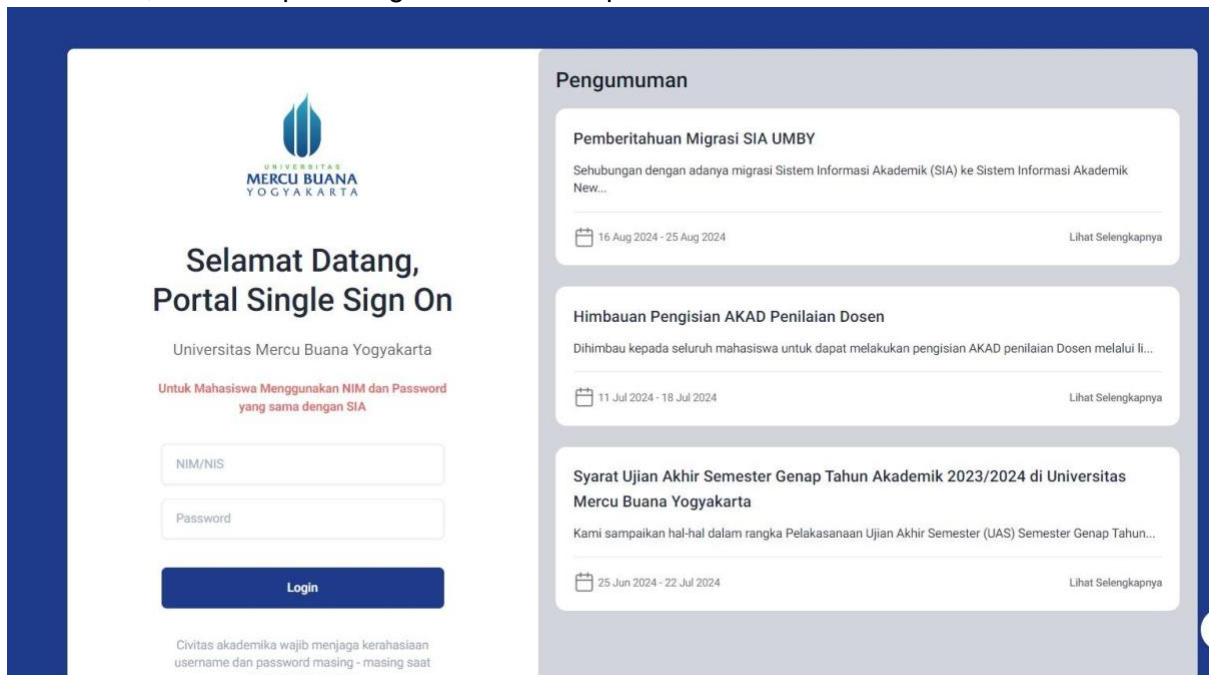 UNIVERSITAS
MERCU BUANA
YOGYAKARTA
Selamat Datang,
Portal Single Sign On
Universitas Mercu Buana Yogyakarta
Untuk Mahasiswa Menggunakan NIM dan Password
yang sama dengan SIA
NIM/NIS
Password
Login
Civitas akademika wajib menjaga kerahasiaan
username dan password masing - masing saat
Pengumuman
Pemberitahuan Migrasi SIA UMBY
Sehubungan dengan adanya migrasi Sistem Informasi Akademik (SIA) ke Sistem Informasi Akademik
New...
16 Aug 2024 - 25 Aug 2024
Lihat Selengkapnya
Himbauan Pengisian AKAD Penilaian Dosen
Dihimbau kepada seluruh mahasiswa untuk dapat melakukan pengisian AKAD penilaian Dosen melalui li...
11 Jul 2024 - 18 Jul 2024
Lihat Selengkapnya
Syarat Ujian Akhir Semester Genap Tahun Akademik 2023/2024 di Universitas
Mercu Buana Yogyakarta
Kami sampaikan hal-hal dalam rangka Pelakasanaan Ujian Akhir Semester (UAS) Semester Genap Tahun...
25 Jun 2024 - 22 Jul 2024
Lihat Selengkapnya